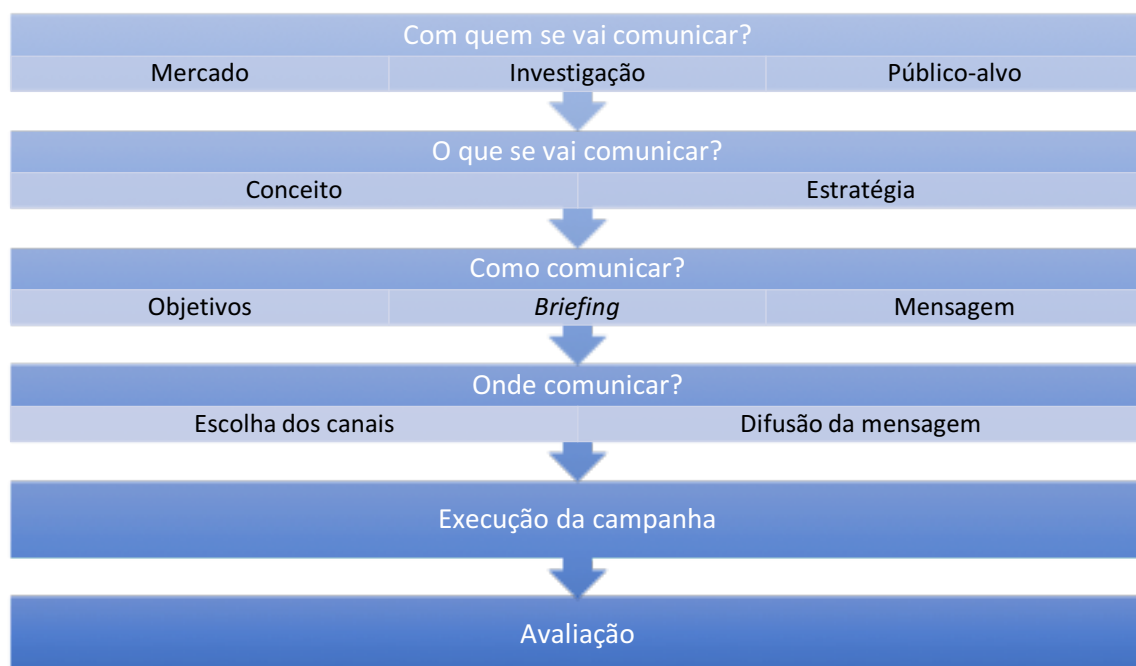 Com quem se vai comunicar?
Mercado Investigação Público-alvo
O que se vai comunicar?
Conceito Estratégia
Como comunicar?
Objetivos Briefing Mensagem
Onde comunicar?
Escolha dos canais Difusão da mensagem
Execução da campanha
Avaliação